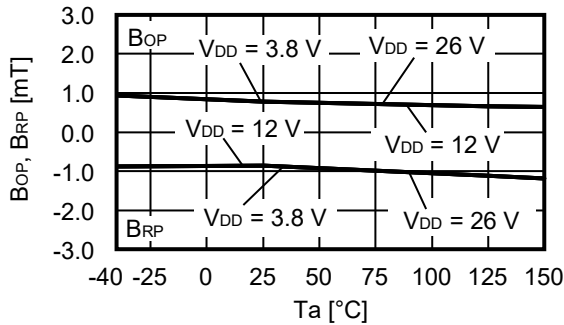 3.0
BOP
VDD = 3.8 V
VDD = 26 V
2.0
1.0
VDD = 12 V
VDD = 12 V
0.0
-1.0
VDD = 3.8 V
VDD = 26 V
-2.0
BRP
-3.0
BOP, BRP [mT]
-40 -25 0 25 50 75 100 125 150
Ta [°C]